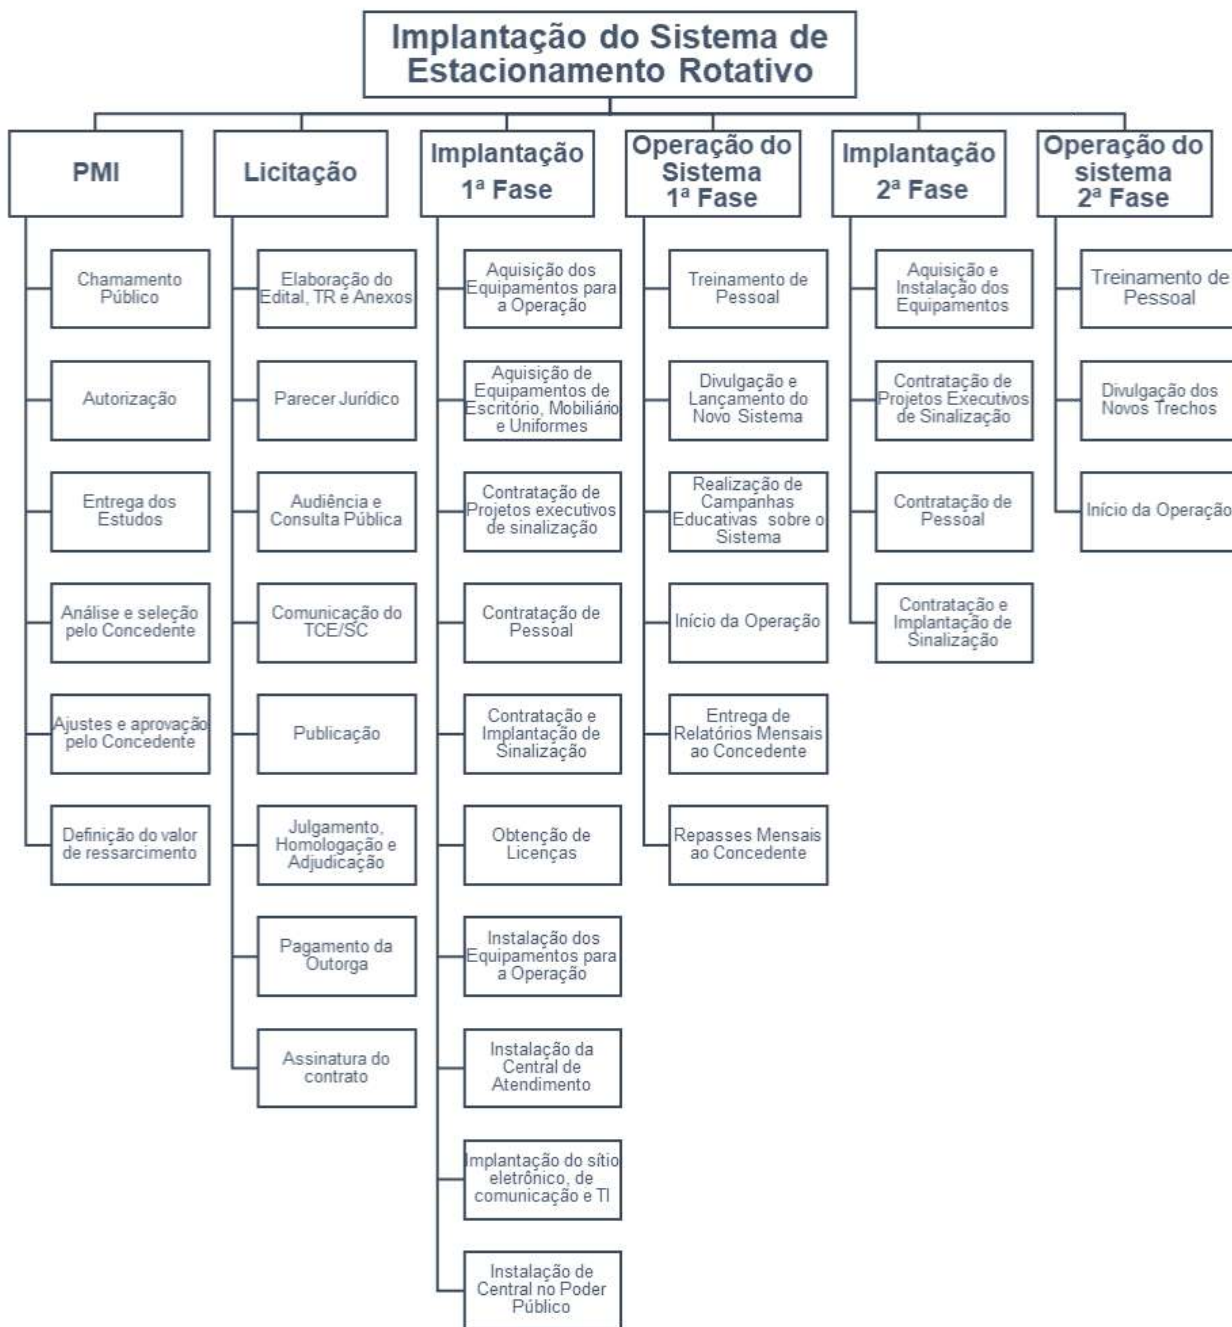 Implantação do Sistema de
Estacionamento Rotativo
PMI
Licitação
Implantação
1ª Fase
Operação do
Sistema
1ª Fase
Implantação
2ª Fase
Operação do
sistema
2ª Fase
Chamamento
Público
Autorização
Entrega dos
Estudos
Análise e seleção
pelo Concedente
Ajustes e aprovação
pelo Concedente
Definição do valor
de ressarcimento
Elaboração do
Edital, TR e Anexos
Parecer Jurídico
Audiência e
Consulta Pública
Comunicação do
TCE/SC
Publicação
Julgamento,
Homologação e
Adjudicação
Pagamento da
Outorga
Assinatura do
contrato
Aquisição dos
Equipamentos para
a Operação
Aquisição de
Equipamentos de
Escritório, Mobiliário
e Uniformes
Contratação de
Projetos executivos
de sinalização
Contratação de
Pessoal
Contratação e
Implantação de
Sinalização
Obtenção de
Licenças
Instalação dos
Equipamentos para
a Operação
Instalação da
Central de
Atendimento
Implantação do sítio
eletrônico, de
comunicação e TI
Instalação de
Central no Poder
Público
Treinamento de
Pessoal
Divulgação e
Lançamento do
Novo Sistema
Realização de
Campanhas
Educativas sobre o
Sistema
Início da Operação
Entrega de
Relatórios Mensais
ao Concedente
Repasses Mensais
ao Concedente
Aquisição e
Instalação dos
Equipamentos
Contratação de
Projetos Executivos
de Sinalização
Contratação de
Pessoal
Contratação e
Implantação de
Sinalização
Treinamento de
Pessoal
Divulgação dos
Novos Trechos
Início da Operação